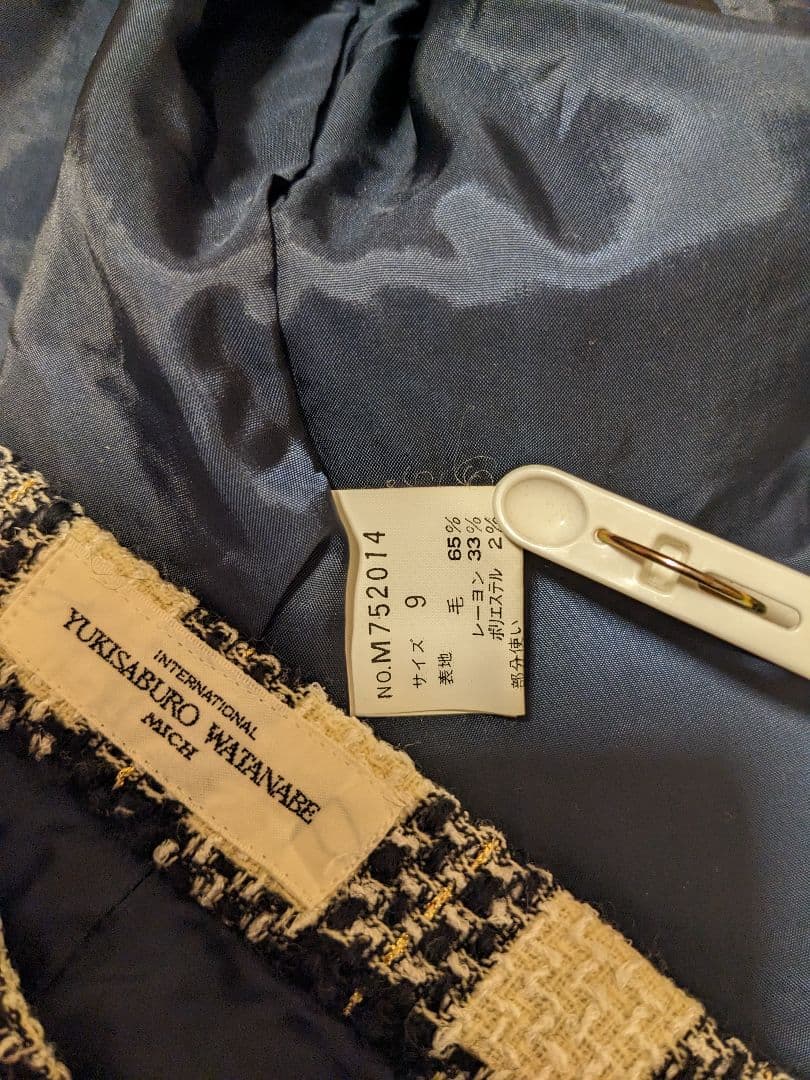 INTERNATIONAL
YUKISABURO WATANABE
MICH
NO.M752014
サイズ 9
表地 毛 65%
レーヨン 33%
ポリエステル 2%
部分使い